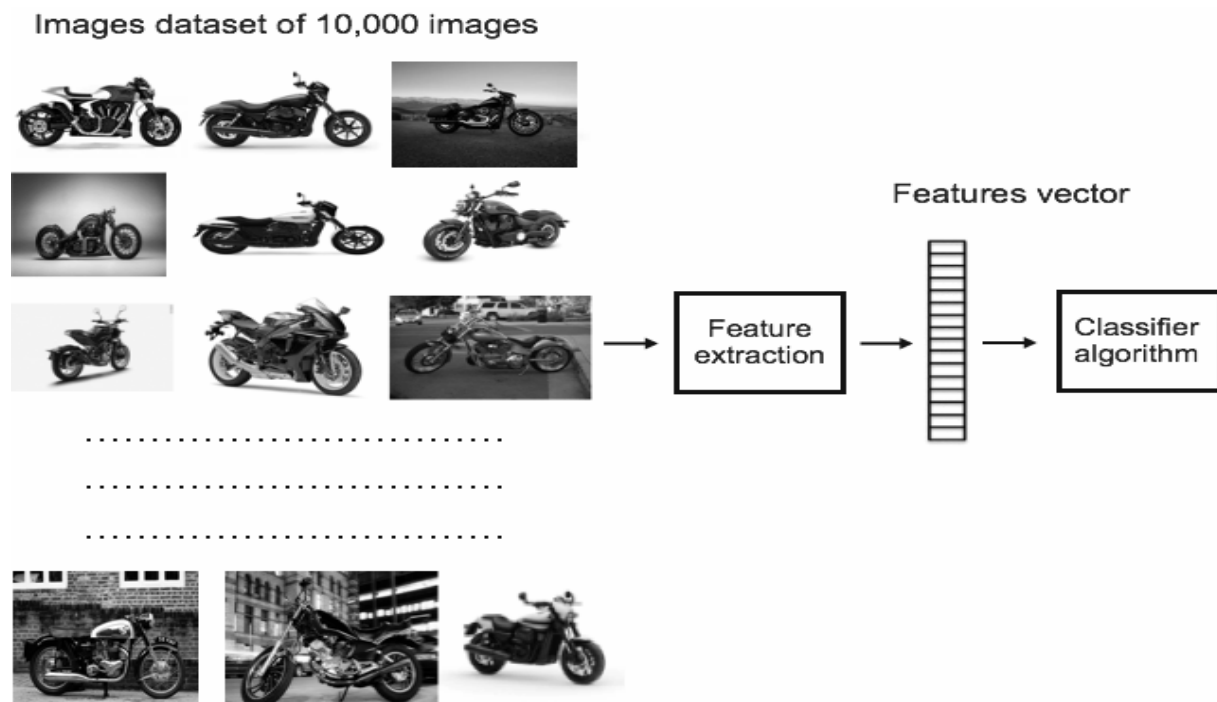 Images dataset of 10,000 images
Features vector
Feature
extraction
Classifier
algorithm